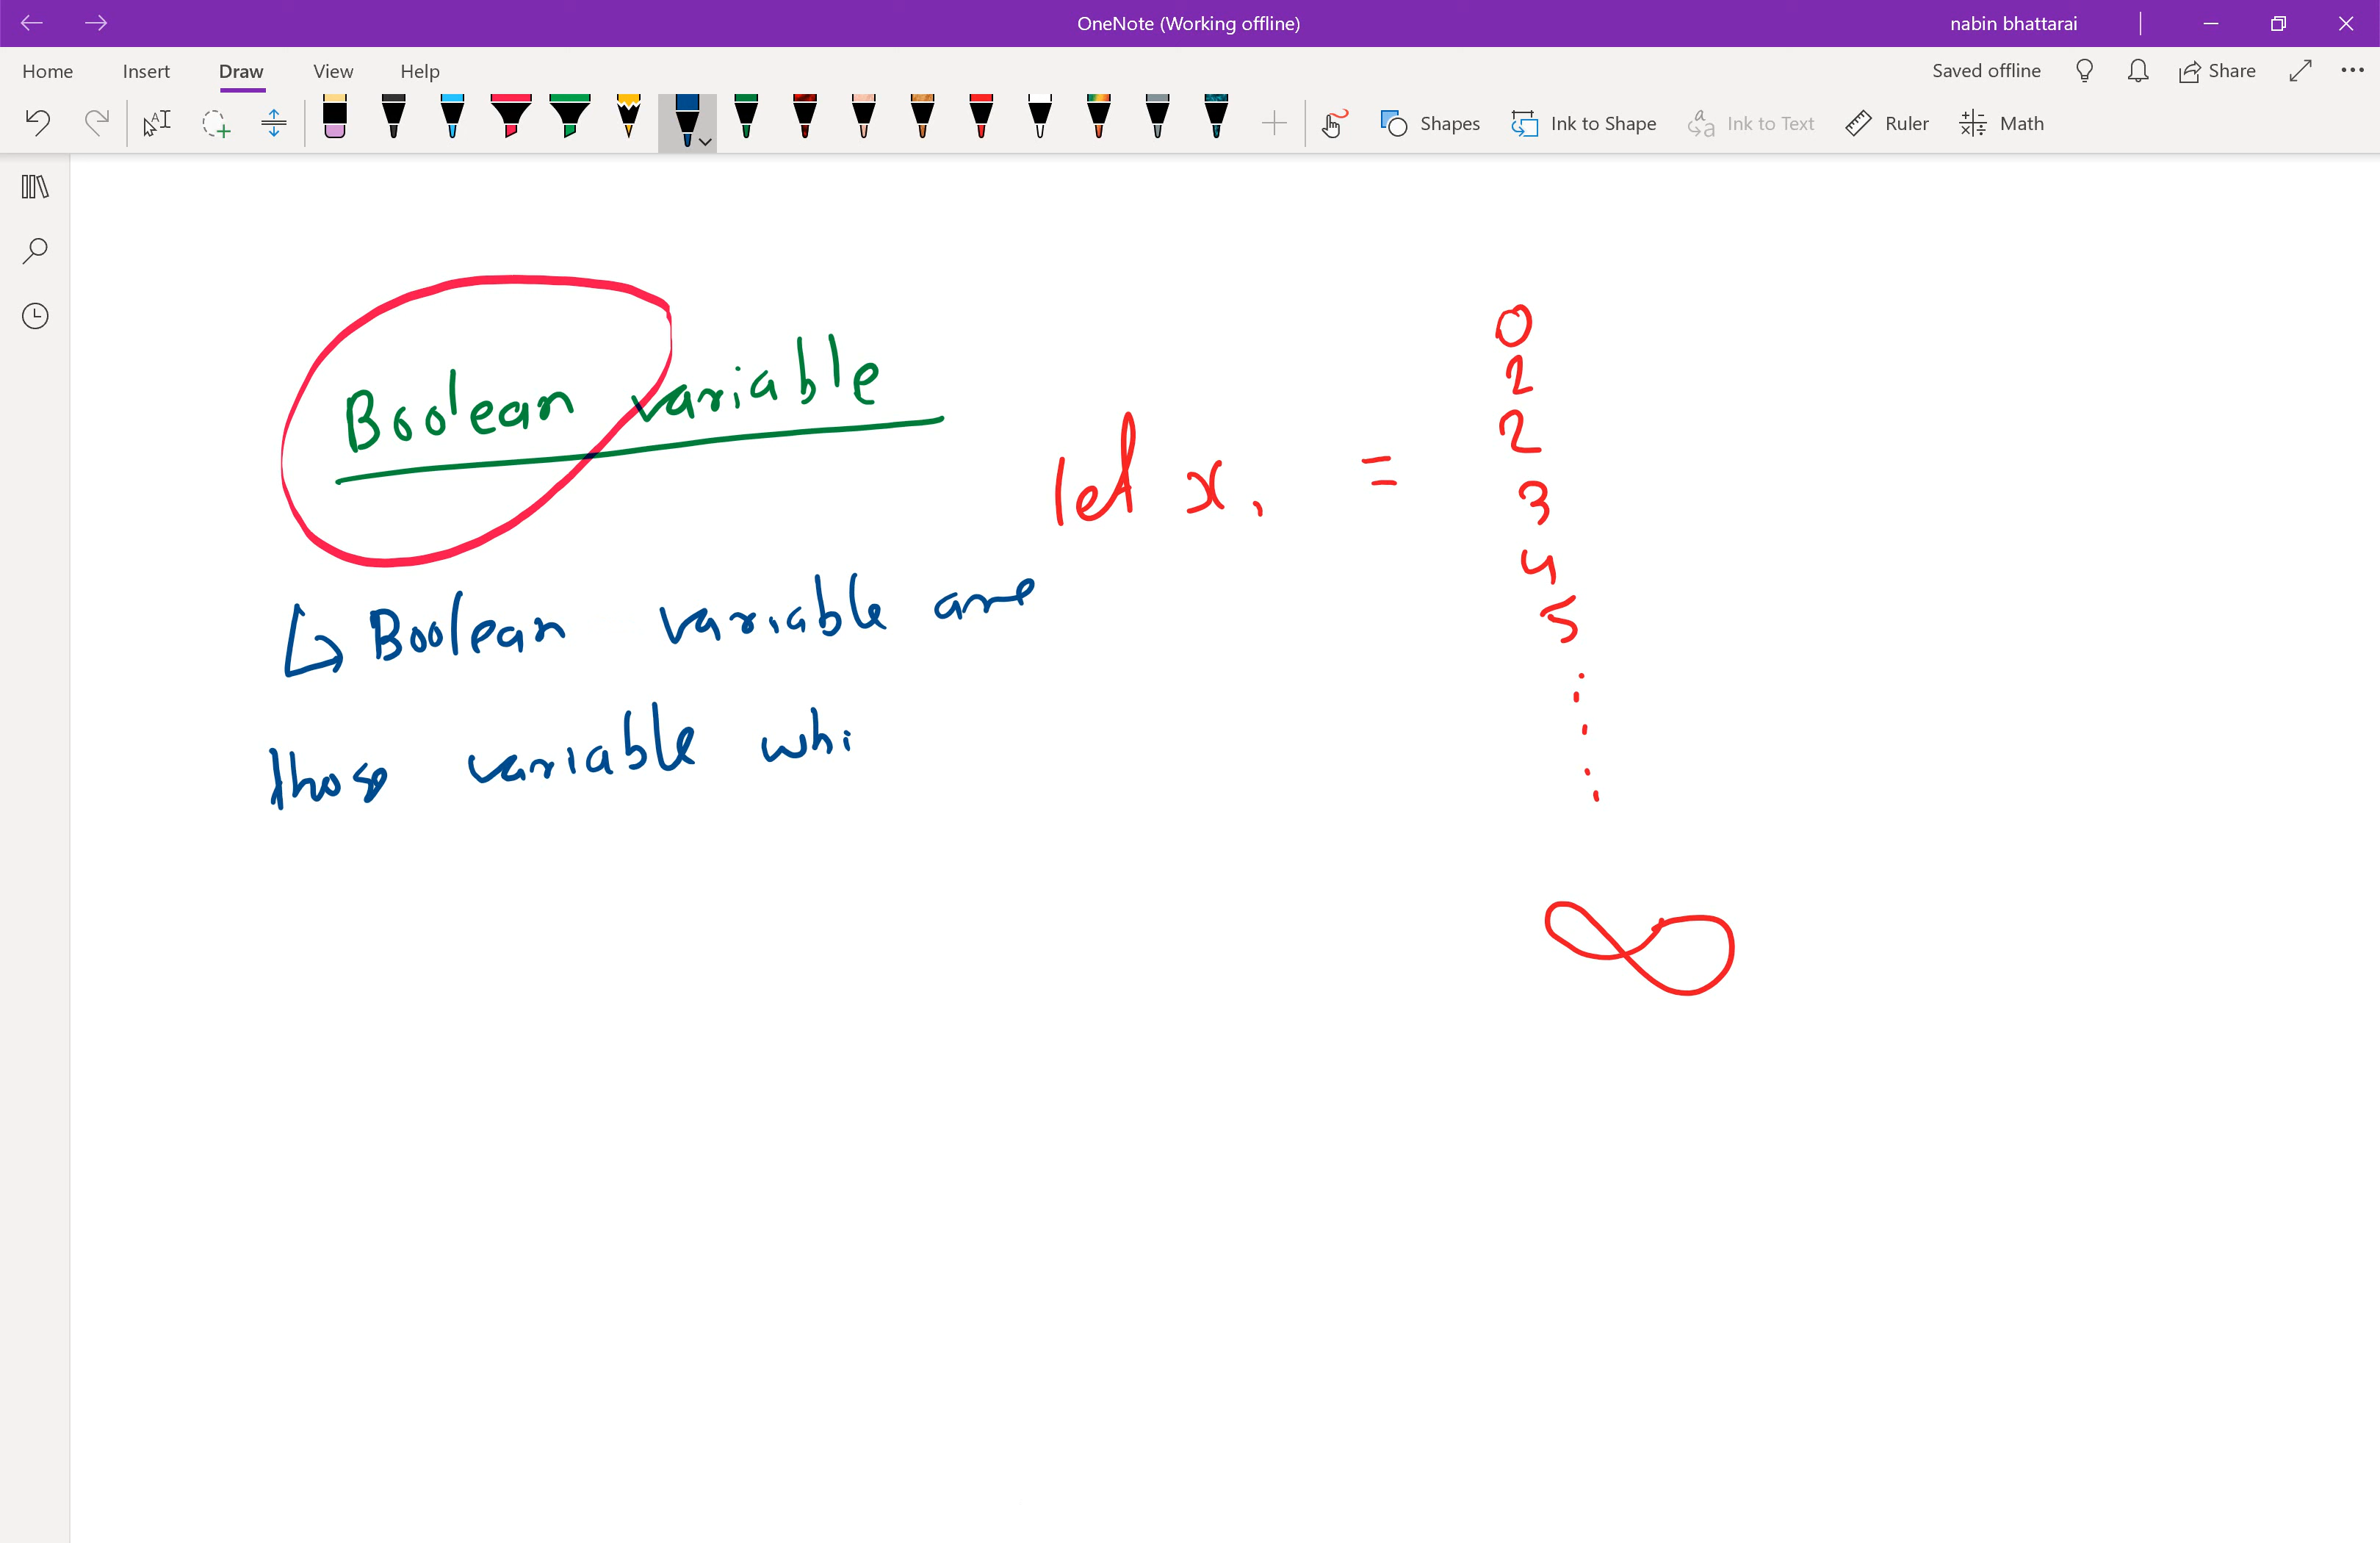 OneNote (Working offline)
nabin bhattarai
Home Insert Draw View Help
Saved offline Share
Shapes Ink to Shape Ink to Text Ruler Math
Boolean variable
let x, =
0
2
2
3
4
5
∞
Boolean variable are
those variable whi